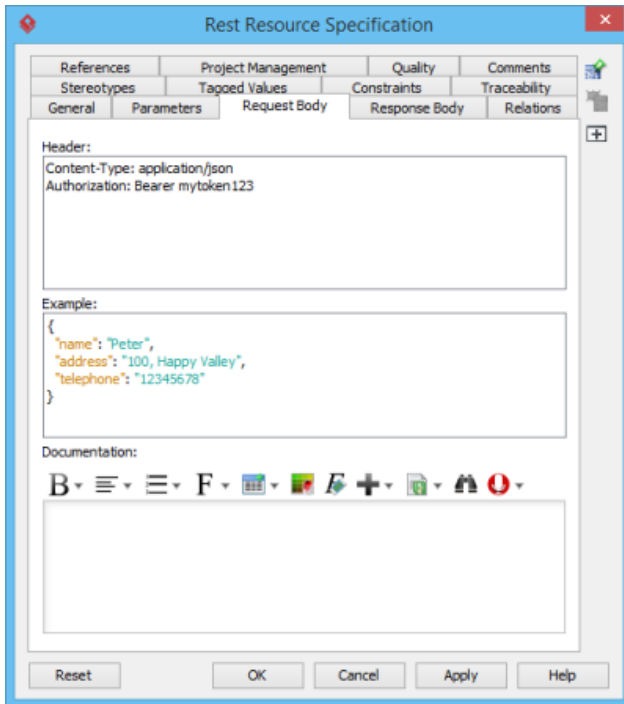 Rest Resource Specification
References Project Management Quality Comments
Stereotypes Tagged Values Constraints Traceability
General Parameters Request Body Response Body Relations
Header:
Content-Type: application/json
Authorization: Bearer mytoken123
Example:
{
"name": "Peter",
"address": "100, Happy Valley",
"telephone": "12345678"
}
Documentation:
B F
Reset OK Cancel Apply Help